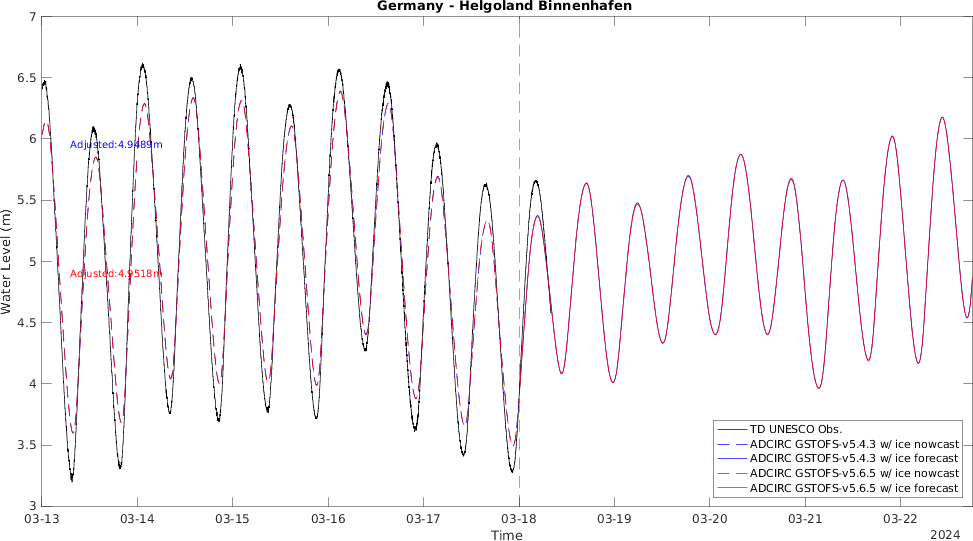 Germany - Helgoland Binnenhafen
7
6.5
6
5.5
5
4.5
4
3.5
3
Water Level (m)
Adjusted:4.9489m
Adjusted:4.9518m
TD UNESCO Obs.
ADCIRC GSTOFS-v5.4.3 w/ ice nowcast
ADCIRC GSTOFS-v5.4.3 w/ ice forecast
ADCIRC GSTOFS-v5.6.5 w/ ice nowcast
ADCIRC GSTOFS-v5.6.5 w/ ice forecast
03-13 03-14 03-15 03-16 03-17 03-18 03-19 03-20 03-21 03-22
Time
2024